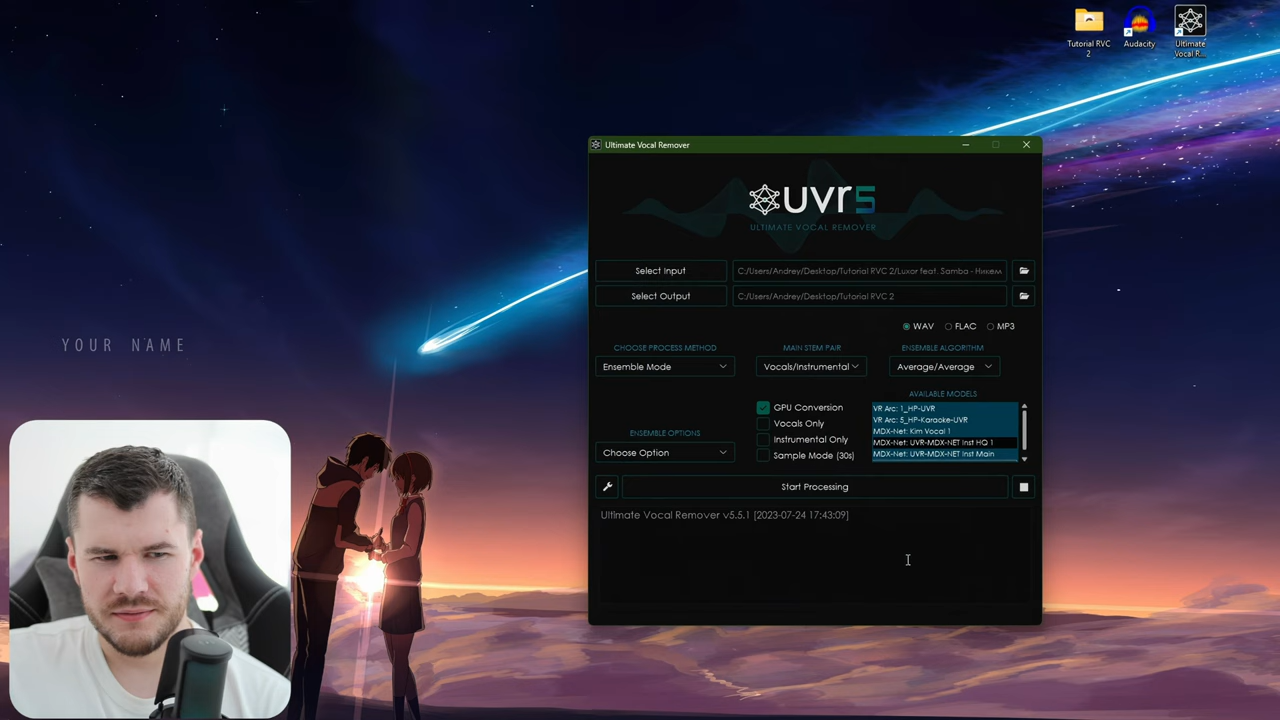 Tutorial RVC
2
Audacity
Ultimate
Vocal R...
Ultimate Vocal Remover
uvr5
ULTIMATE VOCAL REMOVER
Select Input
C:/Users/Andrey/Desktop/Tutorial RVC 2/Luxor feat. Samba - Никем
Select Output
C:/Users/Andrey/Desktop/Tutorial RVC 2
WAV
FLAC
MP3
CHOOSE PROCESS METHOD
MAIN STEM PAIR
ENSEMBLE ALGORITHM
Ensemble Mode
Vocals/Instrumental
Average/Average
AVAILABLE MODELS
GPU Conversion
Vocals Only
Instrumental Only
Sample Mode (30s)
VR Arc: 1_HP-UVR
VR Arc: 5_HP-Karaoke-UVR
MDX-Net: Kim Vocal 1
MDX-Net: UVR-MDX-NET Inst HQ 1
MDX-Net: UVR-MDX-NET Inst Main
ENSEMBLE OPTIONS
Choose Option
Start Processing
Ultimate Vocal Remover v5.5.1 [2023-07-24 17:43:09]
YOUR NAME